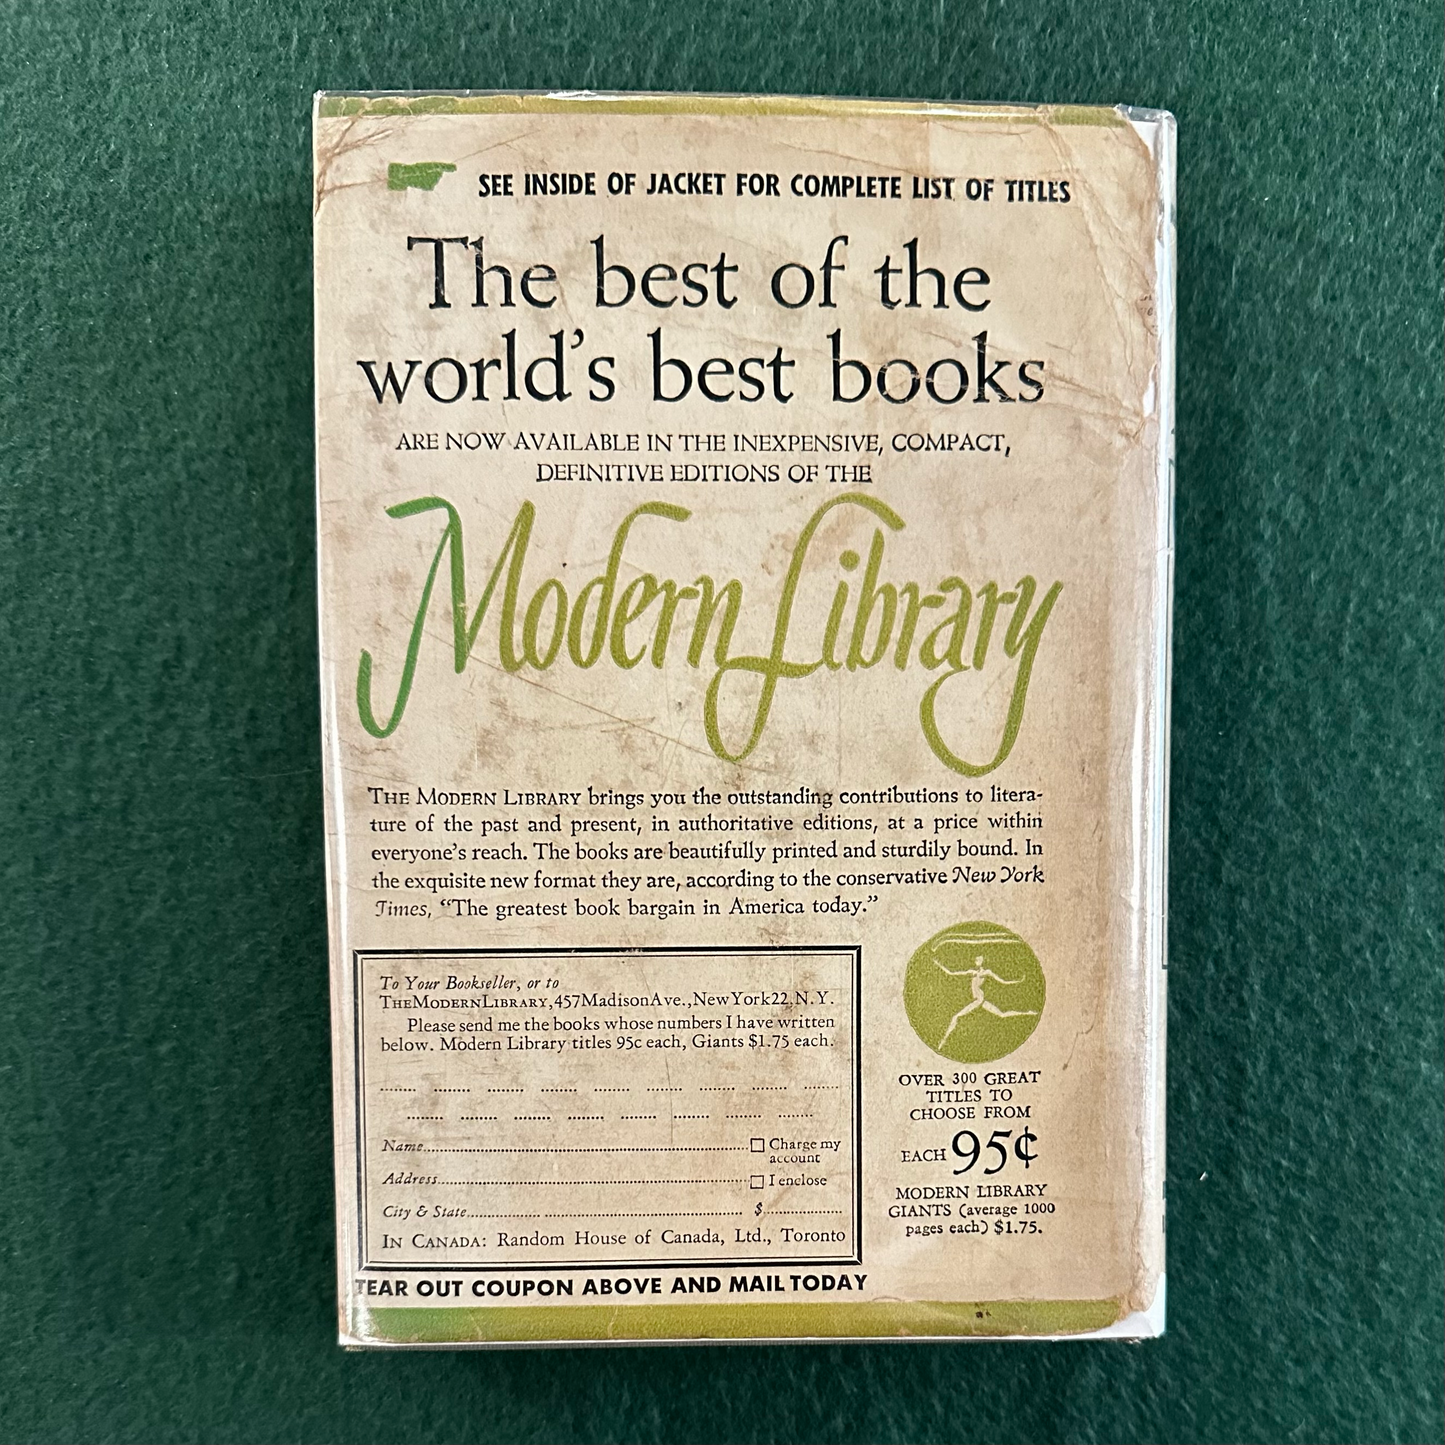 SEE INSIDE OF JACKET FOR COMPLETE LIST OF TITLES
The best of the
world's best books
ARE NOW AVAILABLE IN THE INEXPENSIVE, COMPACT,
DEFINITIVE EDITIONS OF THE
Modern Library
THE MODERN LIBRARY brings you the outstanding contributions to litera-
ture of the past and present, in authoritative editions, at a price within
everyone's reach. The books are beautifully printed and sturdily bound. In
the exquisite new format they are, according to the conservative New York
Times, “The greatest book bargain in America today.”
To Your Bookseller, or to
THE MODERN LIBRARY, 457 Madison Ave., New York 22, N. Y.
Please send me the books whose numbers I have written
below. Modern Library titles 95c each, Giants $1.75 each.
Name
Charge my
account
Address
I enclose
City & State
$
IN CANADA: Random House of Canada, Ltd., Toronto
TEAR OUT COUPON ABOVE AND MAIL TODAY
OVER 300 GREAT
TITLES TO
CHOOSE FROM
EACH 95¢
MODERN LIBRARY
GIANTS (average 1000
pages each) $1.75.